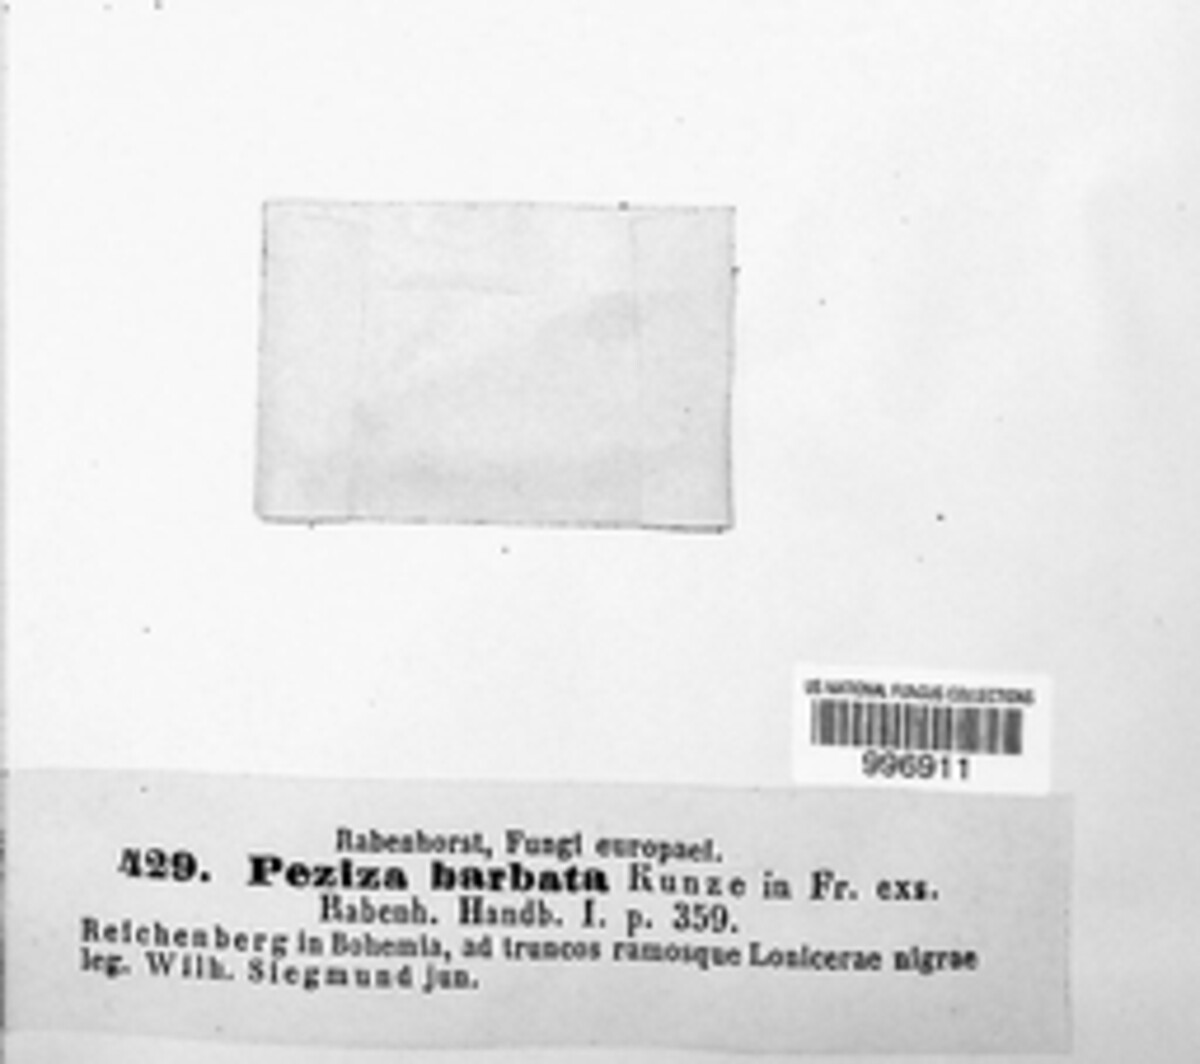 US NATIONAL FUNGUS COLLECTIONS
996911
Rabenhorst, Fungi europaei.
429. Peziza barbata Kunze in Fr. exs.
Rabenh. Handb. I. p. 359.
Reichenberg in Bohemia, ad truncos ramosque Lonicerae nigrae
leg. Wilh. Siegmund jun.